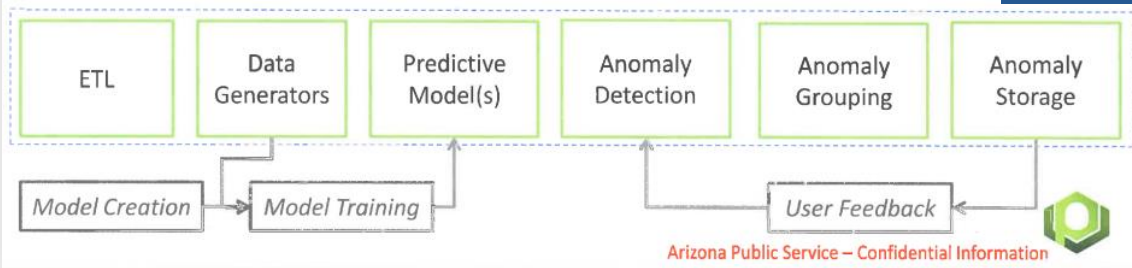 ETL
Data
Generators
Predictive
Model(s)
Anomaly
Detection
Anomaly
Grouping
Anomaly
Storage
Model Creation
Model Training
User Feedback
Arizona Public Service – Confidential Information